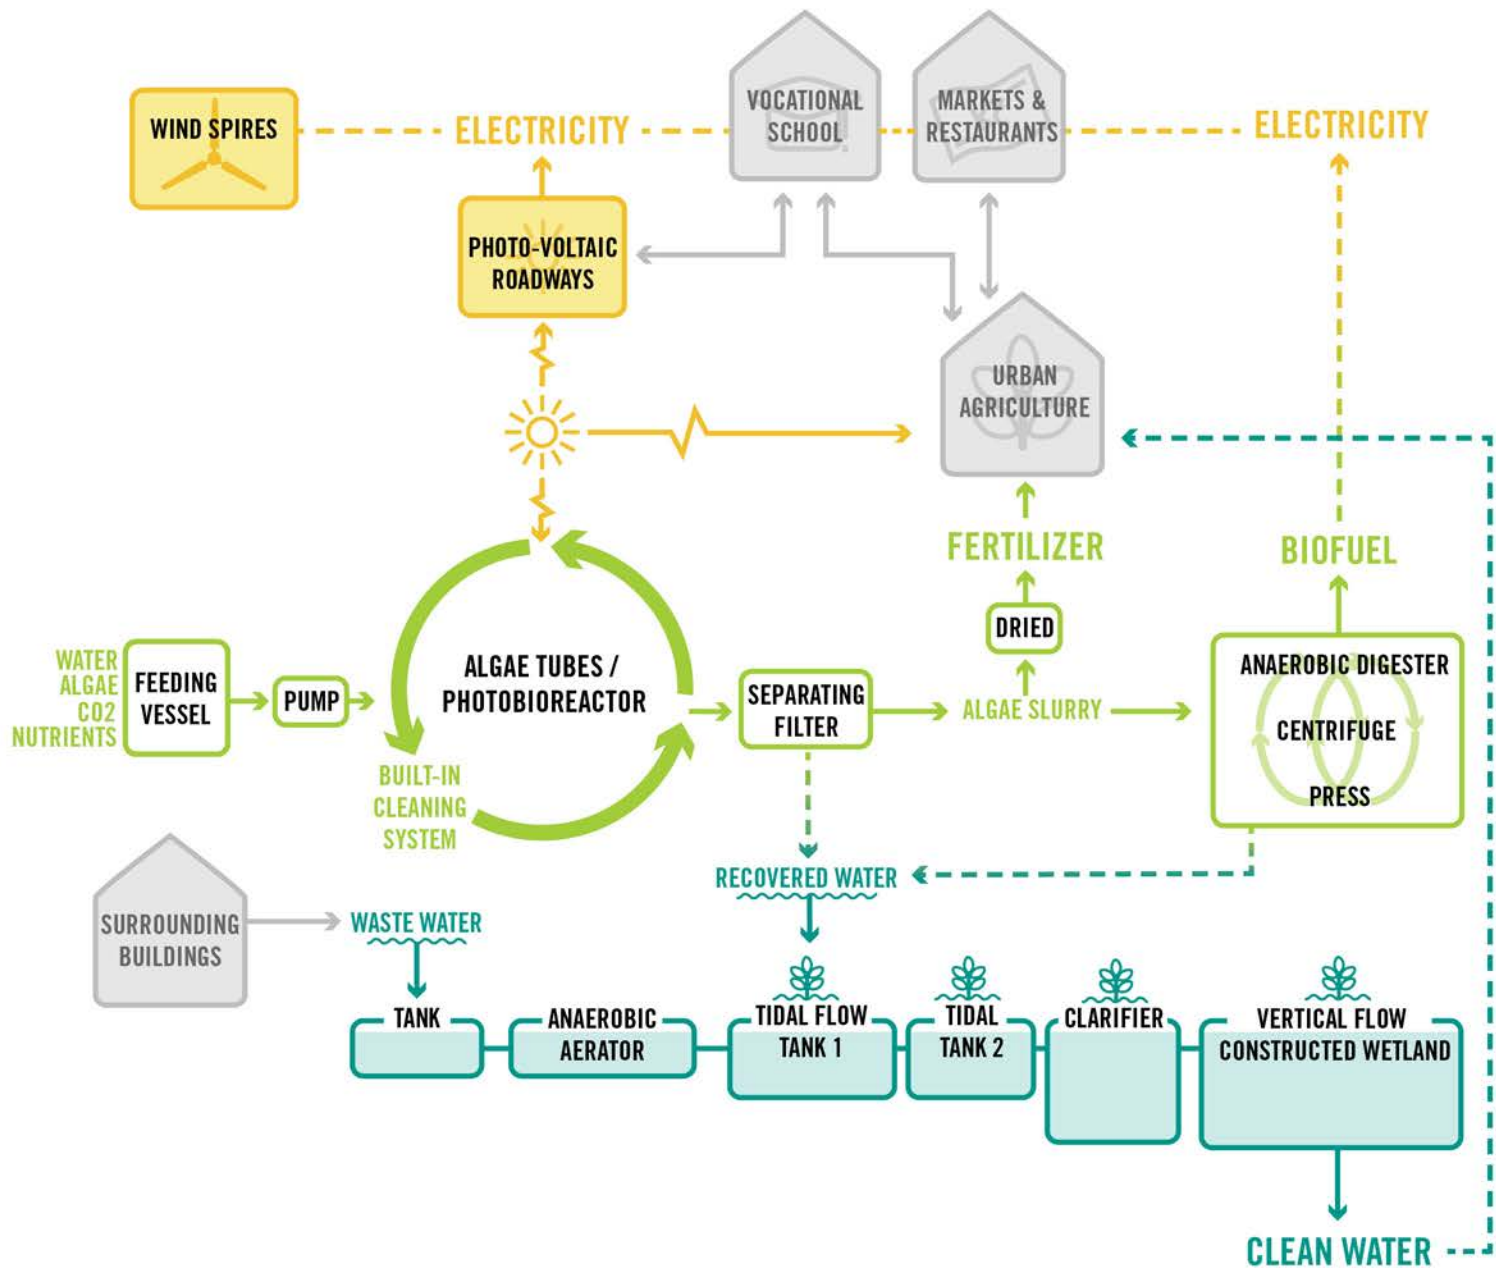 VOCATIONAL
SCHOOL
MARKETS &
RESTAURANTS
WIND SPIRES
ELECTRICITY
ELECTRICITY
PHOTO-VOLTAIC
ROADWAYS
URBAN
AGRICULTURE
FERTILIZER
BIOFUEL
DRIED
WATER
ALGAE
CO2
NUTRIENTS
FEEDING
VESSEL
PUMP
ALGAE TUBES /
PHOTOBIOREACTOR
BUILT-IN
CLEANING
SYSTEM
SEPARATING
FILTER
ALGAE SLURRY
ANAEROBIC DIGESTER
CENTRIFUGE
PRESS
RECOVERED WATER
SURROUNDING
BUILDINGS
WASTE WATER
TANK
ANAEROBIC
AERATOR
TIDAL FLOW
TANK 1
TIDAL
TANK 2
CLARIFIER
VERTICAL FLOW
CONSTRUCTED WETLAND
CLEAN WATER